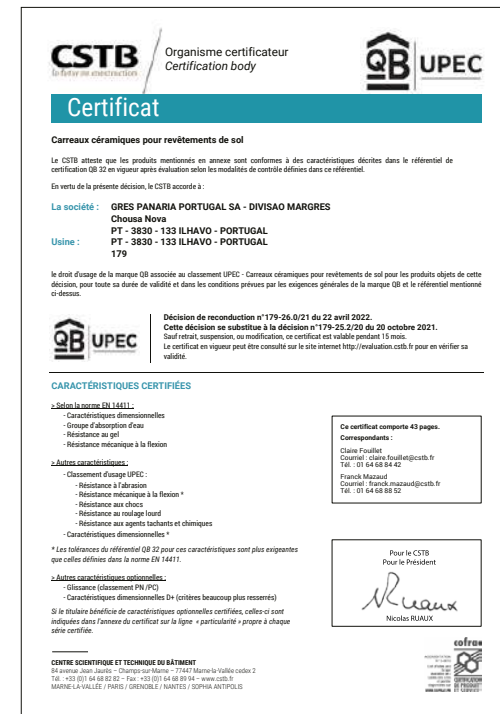 CSTB
le futur en construction
Organisme certificateur
Certification body
QB UPEC
Certificat
Carreaux céramiques pour revêtements de sol
Le CSTB atteste que les produits mentionnés en annexe sont conformes à des caractéristiques décrites dans le référentiel de
certification QB 32 en vigueur après évaluation selon les modalités de contrôle définies dans ce référentiel.
En vertu de la présente décision, le CSTB accorde à :
La société : GRES PANARIA PORTUGAL SA - DIVISAO MARGRES
Chousa Nova
PT - 3830 - 133 ILHAVO - PORTUGAL
Usine : PT - 3830 - 133 ILHAVO - PORTUGAL
179
le droit d'usage de la marque QB associée au classement UPEC - Carreaux céramiques pour revêtements de sol pour les produits objets de cette
décision, pour toute sa durée de validité et dans les conditions prévues par les exigences générales de la marque QB et le référentiel mentionné
ci-dessus.
QB UPEC
Décision de reconduction n°179-26.0/21 du 22 avril 2022.
Cette décision se substitue à la décision n°179-25.2/20 du 20 octobre 2021.
Sauf retrait, suspension, ou modification, ce certificat est valable pendant 15 mois.
Le certificat en vigueur peut être consulté sur le site internet http://evaluation.cstb.fr pour en vérifier sa
validité.
CARACTÉRISTIQUES CERTIFIÉES
> Selon la norme EN 14411 :
- Caractéristiques dimensionnelles
- Groupe d'absorption d'eau
- Résistance au gel
- Résistance mécanique à la flexion
> Autres caractéristiques :
- Classement d'usage UPEC :
- Résistance à l'abrasion
- Résistance mécanique à la flexion *
- Résistance aux chocs
- Résistance au roulage lourd
- Résistance aux agents tachants et chimiques
- Caractéristiques dimensionnelles *
* Les tolérances du référentiel QB 32 pour ces caractéristiques sont plus exigeantes
que celles définies dans la norme EN 14411.
> Autres caractéristiques optionnelles :
- Glissance (classement PN /PC)
- Caractéristiques dimensionnelles D+ (critères beaucoup plus resserrés)
Si le titulaire bénéficie de caractéristiques optionnelles certifiées, celles-ci sont
indiquées dans l'annexe du certificat sur la ligne « particularité » propre à chaque
série certifiée.
Ce certificat comporte 43 pages.
Correspondants :
Claire Fouillet
Courriel : claire.fouillet@cstb.fr
Tél. : 01 64 68 84 42
Franck Mazaud
Courriel : franck.mazaud@cstb.fr
Tél. : 01 64 68 88 52
Pour le CSTB
Pour le Président
Nicolas RUAUX
CENTRE SCIENTIFIQUE ET TECHNIQUE DU BÂTIMENT
84 avenue Jean Jaurès – Champs-sur-Marne – 77447 Marne-la-Vallée cedex 2
Tél. : +33 (0)1 64 68 82 82 – Fax : +33 (0)1 64 68 89 94 – www.cstb.fr
MARNE-LA-VALLÉE / PARIS / GRENOBLE / NANTES / SOPHIA ANTIPOLIS
cofrac